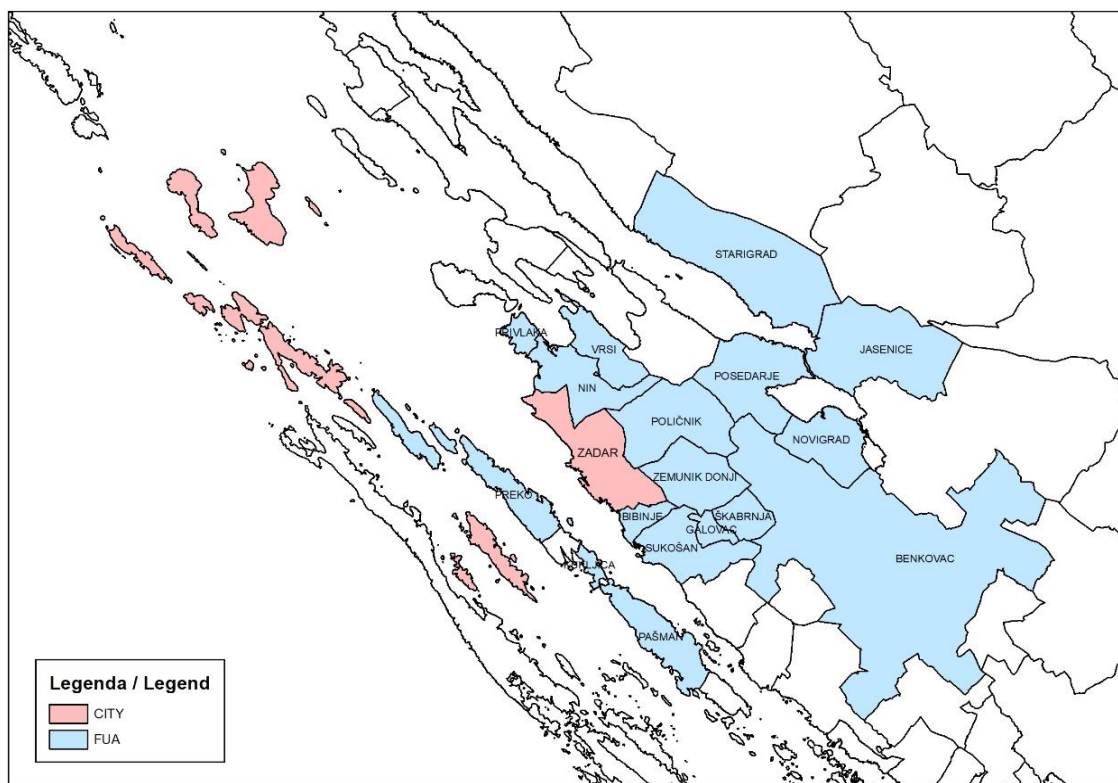 STARIGRAD
PRIVLAKA
VRSI
JASENICE
POSEDARJE
NIN
POLIČNIK
NOVIGRAD
ZADAR
ZEMUNIK DONJI
PREKO
BIBINJE
ŠKABRNJA
GALOVAC
SUKOŠAN
BENKOVAC
KUKLJICA
PAŠMAN
Legenda / Legend
CITY
FUA